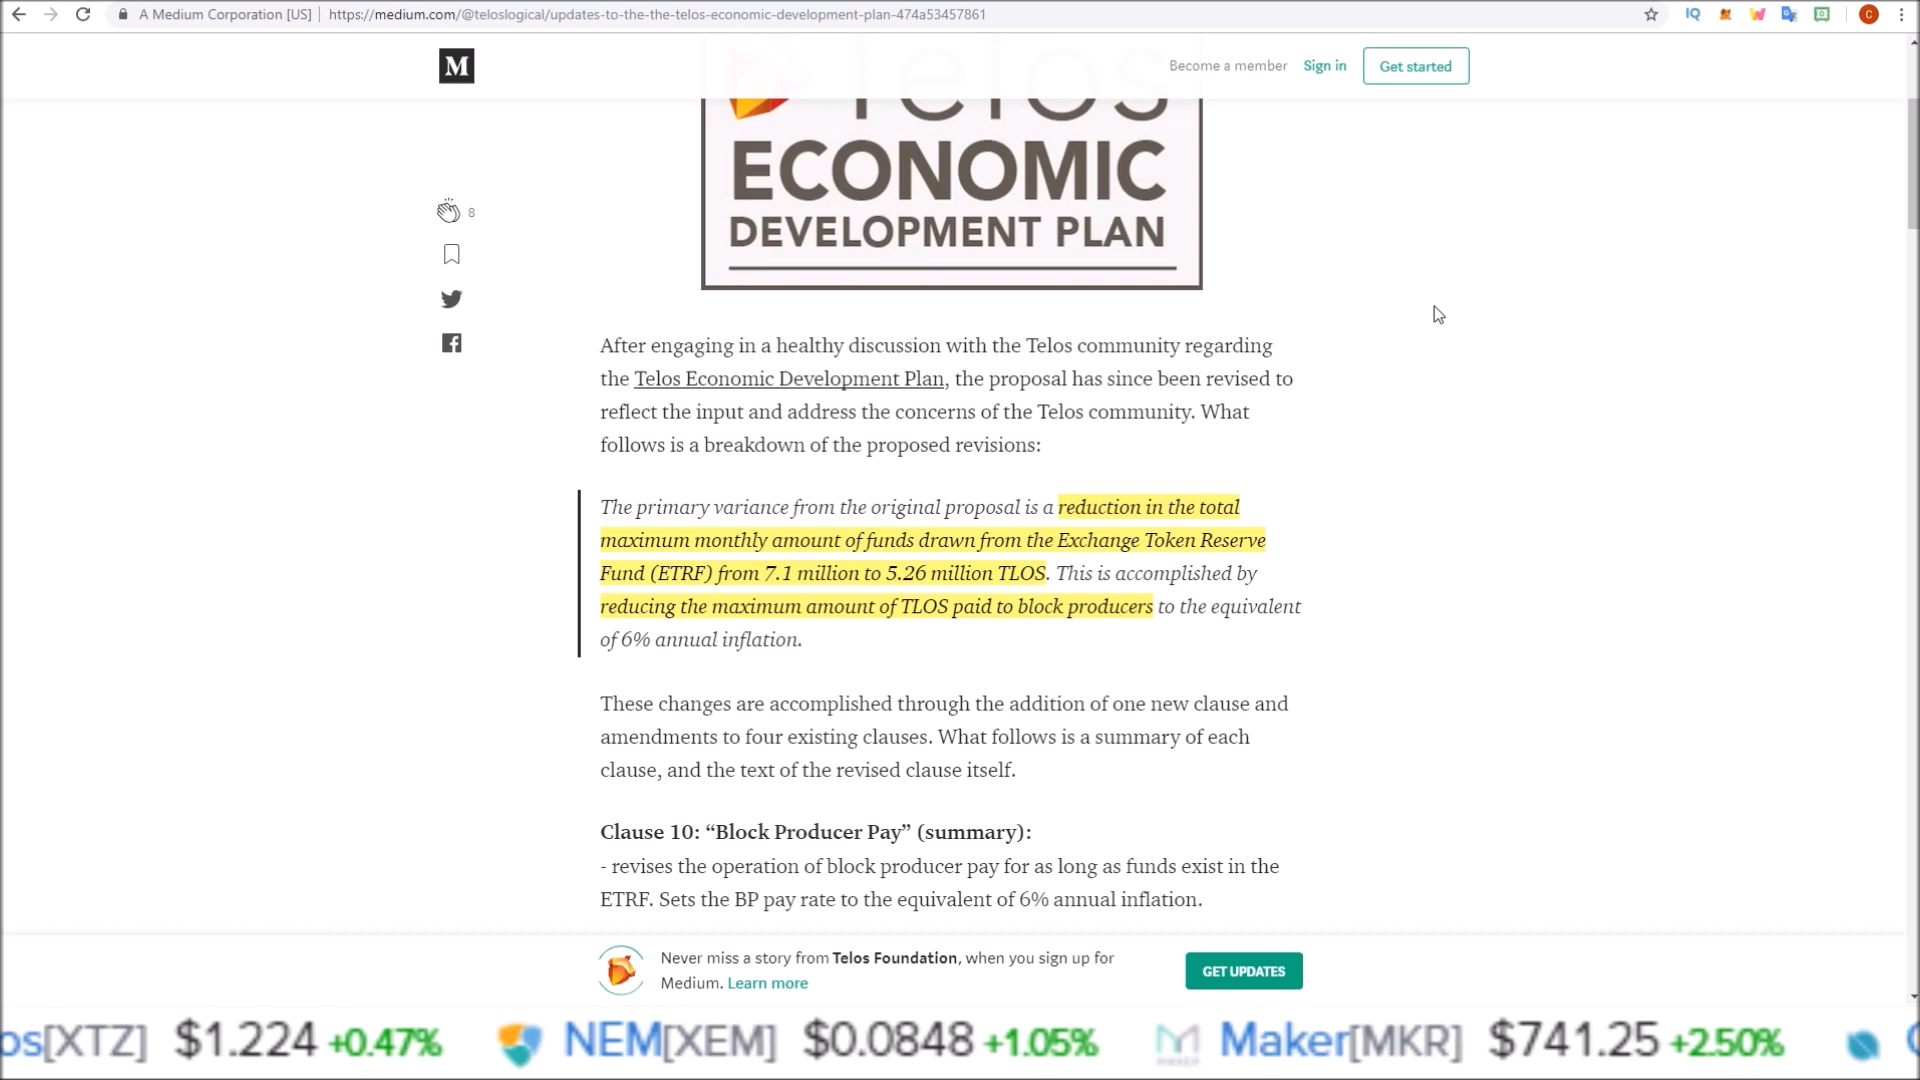 A Medium Corporation [US]
https://medium.com/@teloslogical/updates-to-the-the-telos-economic-development-plan-474a53457861
IQ
C
M
Become a member
Sign in
Get started
Telos
ECONOMIC
DEVELOPMENT PLAN
8
After engaging in a healthy discussion with the Telos community regarding
the Telos Economic Development Plan, the proposal has since been revised to
reflect the input and address the concerns of the Telos community. What
follows is a breakdown of the proposed revisions:
The primary variance from the original proposal is a reduction in the total
maximum monthly amount of funds drawn from the Exchange Token Reserve
Fund (ETRF) from 7.1 million to 5.26 million TLOS. This is accomplished by
reducing the maximum amount of TLOS paid to block producers to the equivalent
of 6% annual inflation.
These changes are accomplished through the addition of one new clause and
amendments to four existing clauses. What follows is a summary of each
clause, and the text of the revised clause itself.
Clause 10: “Block Producer Pay” (summary):
- revises the operation of block producer pay for as long as funds exist in the
ETRF. Sets the BP pay rate to the equivalent of 6% annual inflation.
Never miss a story from Telos Foundation, when you sign up for
Medium. Learn more
GET UPDATES
os[XTZ] $1.224 +0.47% NEM[XEM] $0.0848 +1.05% Maker[MKR] $741.25 +2.50%